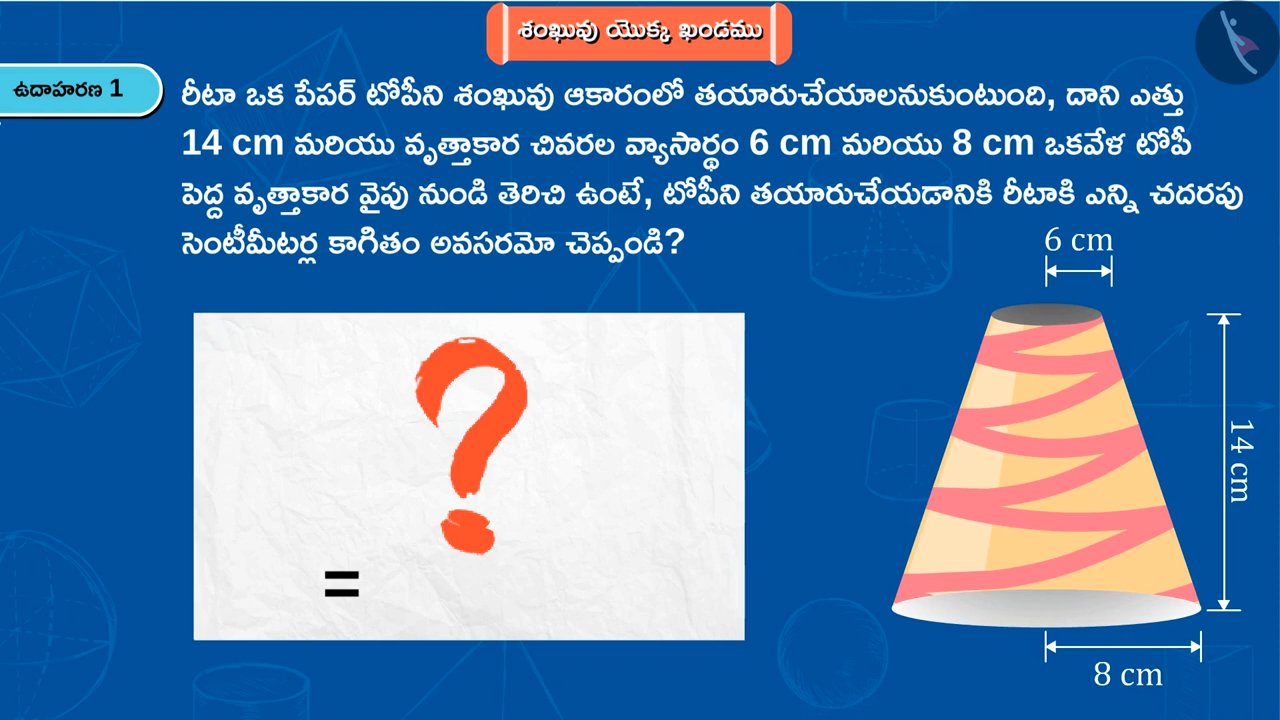 శంఖువు యొక్క ఖండము
ఉదాహరణ 1
రీటా ఒక పేపర్ టోపీని శంఖువు ఆకారంలో తయారుచేయాలనుకుంటుంది, దాని ఎత్తు
14 cm మరియు వృత్తాకార చివరల వ్యాసార్థం 6 cm మరియు 8 cm ఒకవేళ టోపీ
పెద్ద వృత్తాకార వైపు నుండి తెరిచి ఉంటే, టోపీని తయారుచేయడానికి రీటాకి ఎన్ని చదరపు
సెంటీమీటర్ల కాగితం అవసరమో చెప్పండి?
6 cm
?
=
14 cm
8 cm